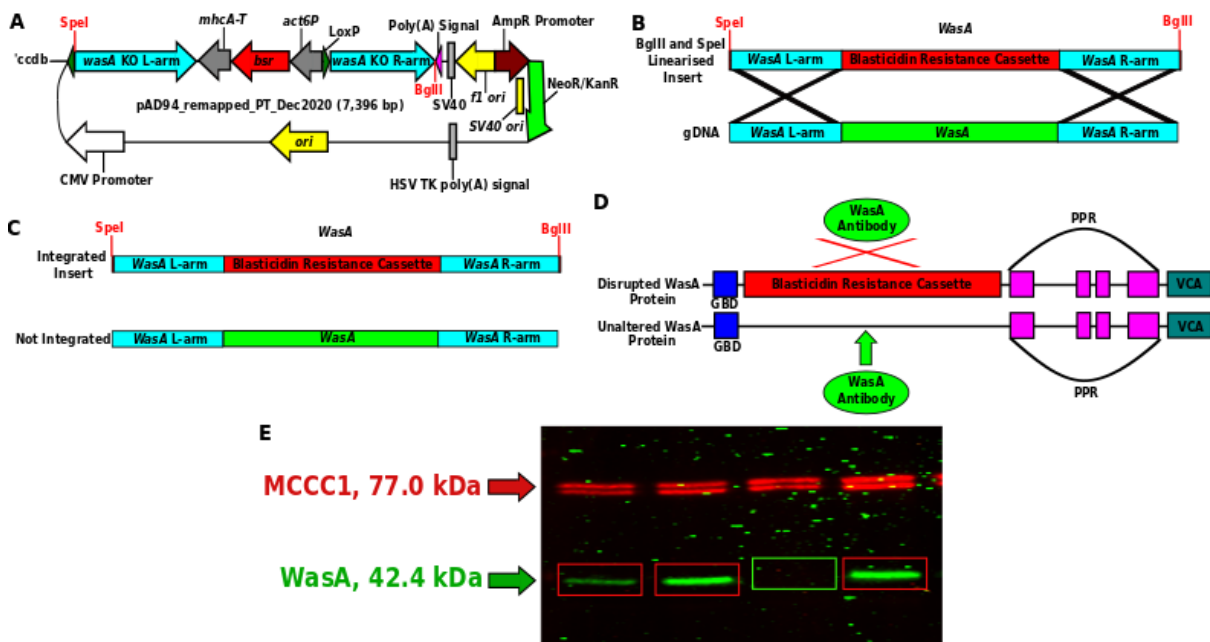 A
SpeI
mhcA-T
act6P
LoxP
Poly(A) Signal
AmpR Promoter
'ccdb
wasA KO L-arm
bsr
wasA KO R-arm
BglII
SV40
f1 ori
NeoR/KanR
pAD94_remapped_PT_Dec2020 (7,396 bp)
SV40 ori
ori
CMV Promoter
HSV TK poly(A) signal
B
SpeI
WasA
BglII
BglII and SpeI
Linearised
Insert
WasA L-arm
Blasticidin Resistance Cassette
WasA R-arm
gDNA
WasA L-arm
WasA
WasA R-arm
C
SpeI
WasA
BglII
Integrated
Insert
WasA L-arm
Blasticidin Resistance Cassette
WasA R-arm
Not Integrated
WasA L-arm
WasA
WasA R-arm
D
WasA
Antibody
PPR
Disrupted WasA
Protein
GBD
Blasticidin Resistance Cassette
VCA
Unaltered WasA
Protein
GBD
VCA
WasA
Antibody
PPR
E
MCCC1, 77.0 kDa
WasA, 42.4 kDa